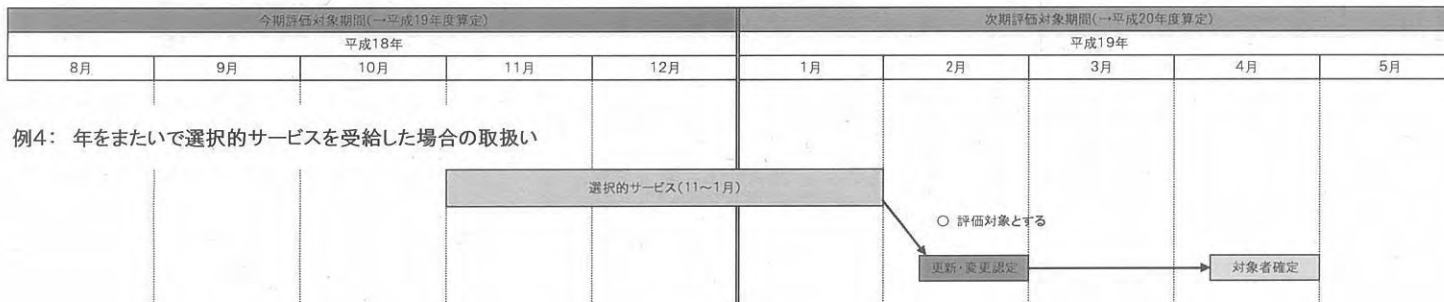 今期評価対象期間(→平成19年度算定) 次期評価対象期間(→平成20年度算定)
平成18年 平成19年
8月 9月 10月 11月 12月 1月 2月 3月 4月 5月
例4: 年をまたいで選択的サービスを受給した場合の取扱い
選択的サービス(11～1月)
○ 評価対象とする
更新・変更認定 対象者確定